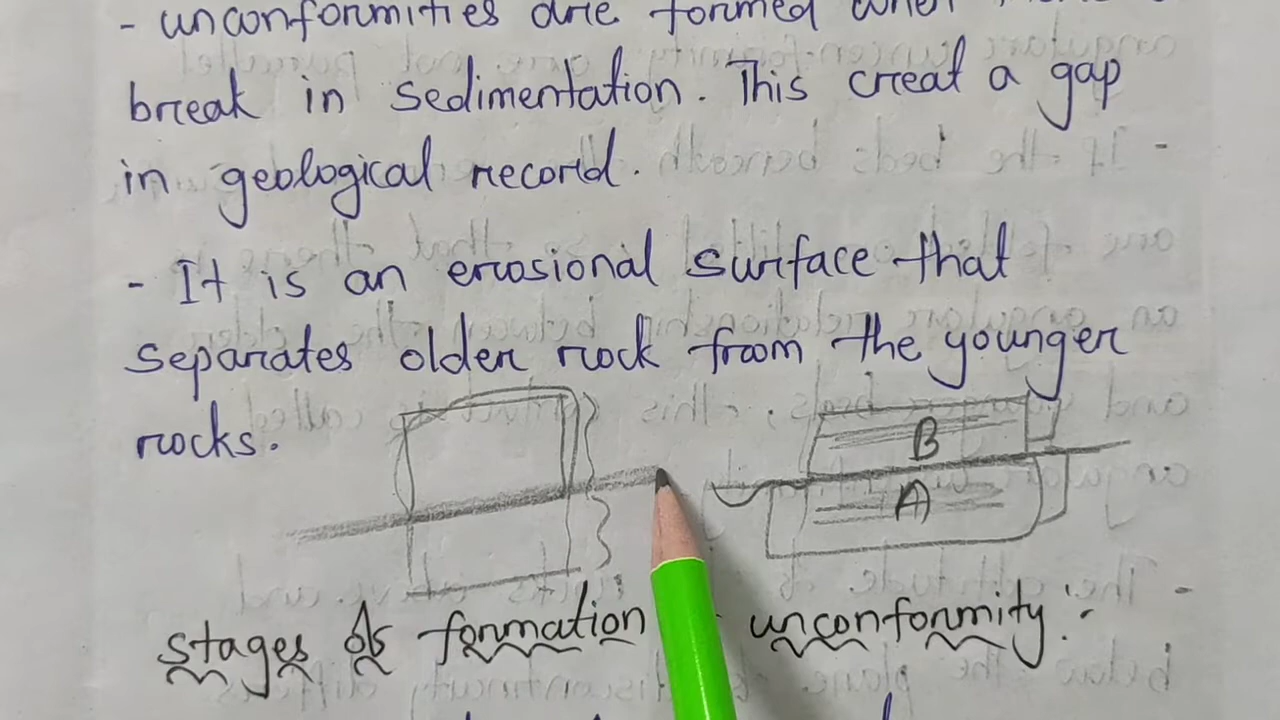 - unconformities are formed when
break in sedimentation. This creat a gap
in geological record.
- It is an erosional surface that
separates older rock from the younger
rocks.
B
A
stages of formation unconformity :-